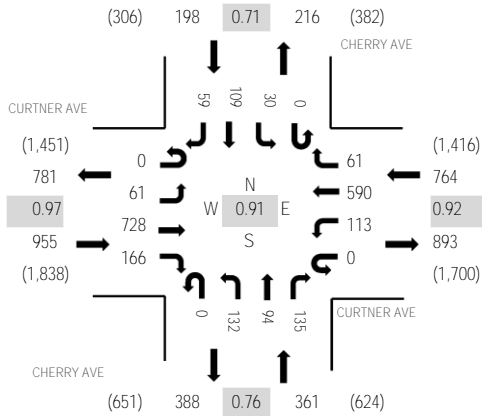 (306) 198 0.71 216 (382)
CHERRY AVE
59 109 30 0
CURTNER AVE
(1,451) (1,416)
781 0 61 764
61 N 590
0.97 W 0.91 E 0.92
728 S 113
955 166 0 893
(1,838) (1,700)
0 132 94 135
CURTNER AVE
CHERRY AVE
(651) 388 0.76 361 (624)